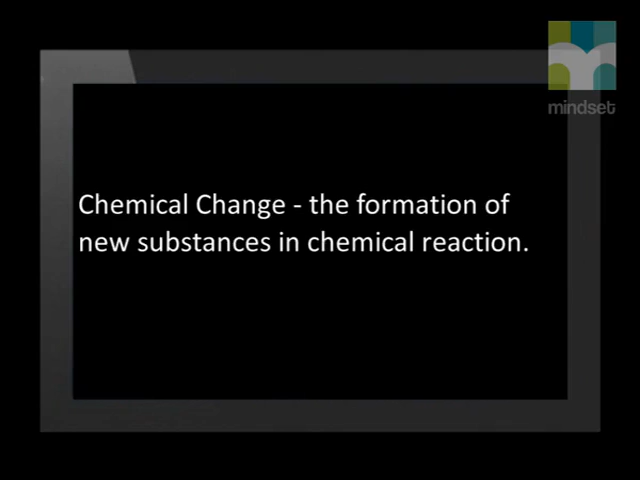 mindset
Chemical Change - the formation of
new substances in chemical reaction.